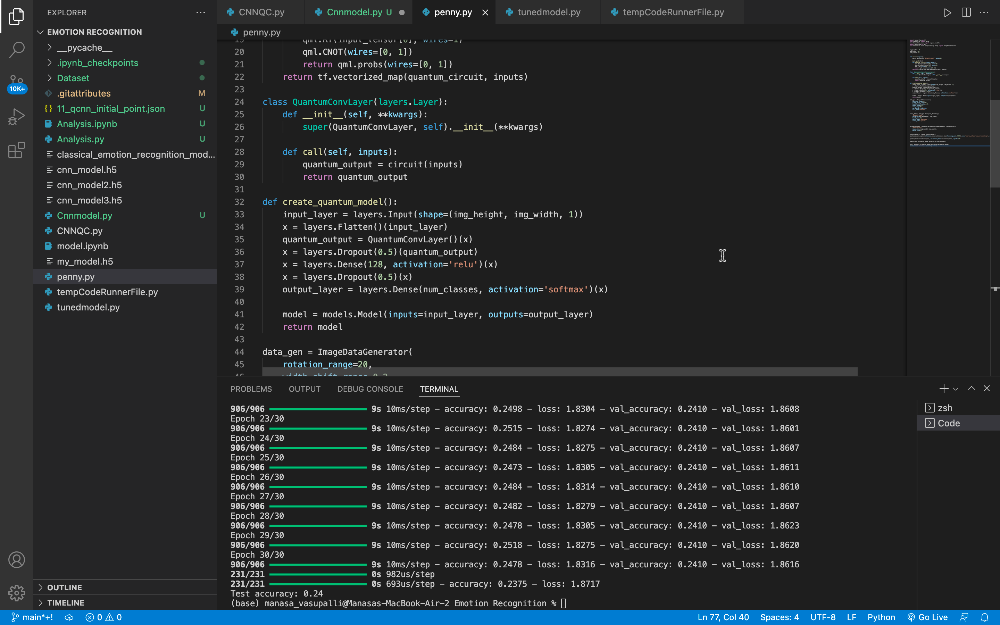 EXPLORER
EMOTION RECOGNITION
__pycache__
.ipynb_checkpoints
Dataset
.gitattributes M
11_qcnn_initial_point.json U
Analysis.ipynb U
Analysis.py U
classical_emotion_recognition_mod...
cnn_model.h5
cnn_model2.h5
cnn_model3.h5
Cnnmodel.py U
CNNQC.py
model.ipynb
my_model.h5
penny.py
tempCodeRunnerFile.py
tunedmodel.py
OUTLINE
TIMELINE
10K+
CNNQC.py Cnnmodel.py U penny.py tunedmodel.py tempCodeRunnerFile.py
penny.py
20 qml.CNOT(wires=[0, 1])
21 return qml.probs(wires=[0, 1])
22 return tf.vectorized_map(quantum_circuit, inputs)
23
24 class QuantumConvLayer(layers.Layer):
25 def __init__(self, **kwargs):
26 super(QuantumConvLayer, self).__init__(**kwargs)
27
28 def call(self, inputs):
29 quantum_output = circuit(inputs)
30 return quantum_output
31
32 def create_quantum_model():
33 input_layer = layers.Input(shape=(img_height, img_width, 1))
34 x = layers.Flatten()(input_layer)
35 quantum_output = QuantumConvLayer()(x)
36 x = layers.Dropout(0.5)(quantum_output)
37 x = layers.Dense(128, activation='relu')(x)
38 x = layers.Dropout(0.5)(x)
39 output_layer = layers.Dense(num_classes, activation='softmax')(x)
40
41 model = models.Model(inputs=input_layer, outputs=output_layer)
42 return model
43
44 data_gen = ImageDataGenerator(
45 rotation_range=20,
PROBLEMS OUTPUT DEBUG CONSOLE TERMINAL
906/906 9s 10ms/step - accuracy: 0.2498 - loss: 1.8304 - val_accuracy: 0.2410 - val_loss: 1.8608
Epoch 23/30
906/906 9s 10ms/step - accuracy: 0.2515 - loss: 1.8274 - val_accuracy: 0.2410 - val_loss: 1.8601
Epoch 24/30
906/906 9s 10ms/step - accuracy: 0.2484 - loss: 1.8275 - val_accuracy: 0.2410 - val_loss: 1.8607
Epoch 25/30
906/906 9s 10ms/step - accuracy: 0.2473 - loss: 1.8305 - val_accuracy: 0.2410 - val_loss: 1.8611
Epoch 26/30
906/906 9s 10ms/step - accuracy: 0.2484 - loss: 1.8314 - val_accuracy: 0.2410 - val_loss: 1.8610
Epoch 27/30
906/906 9s 10ms/step - accuracy: 0.2482 - loss: 1.8279 - val_accuracy: 0.2410 - val_loss: 1.8607
Epoch 28/30
906/906 9s 10ms/step - accuracy: 0.2478 - loss: 1.8305 - val_accuracy: 0.2410 - val_loss: 1.8623
Epoch 29/30
906/906 9s 10ms/step - accuracy: 0.2518 - loss: 1.8275 - val_accuracy: 0.2410 - val_loss: 1.8620
Epoch 30/30
906/906 9s 10ms/step - accuracy: 0.2478 - loss: 1.8316 - val_accuracy: 0.2410 - val_loss: 1.8616
231/231 0s 982us/step
231/231 0s 693us/step - accuracy: 0.2375 - loss: 1.8717
Test accuracy: 0.24
(base) manasa_vasupalli@Manasas-MacBook-Air-2 Emotion Recognition %
zsh
Code
main*+! 0 0 Ln 77, Col 40 Spaces: 4 UTF-8 LF Python Go Live